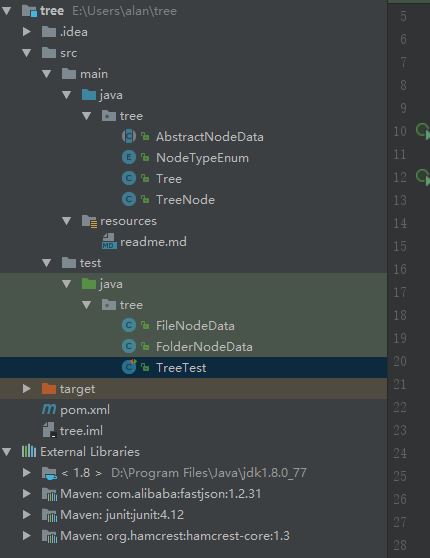 tree E:\Users\alan\tree
.idea
src
main
java
tree
AbstractNodeData
NodeTypeEnum
Tree
TreeNode
resources
readme.md
test
java
tree
FileNodeData
FolderNodeData
TreeTest
target
pom.xml
tree.iml
External Libraries
< 1.8 > D:\Program Files\Java\jdk1.8.0_77
Maven: com.alibaba:fastjson:1.2.31
Maven: junit:junit:4.12
Maven: org.hamcrest:hamcrest-core:1.3
5
6
7
8
9
10
11
12
13
14
15
16
17
18
19
20
21
22
23
24
25
26
27
28